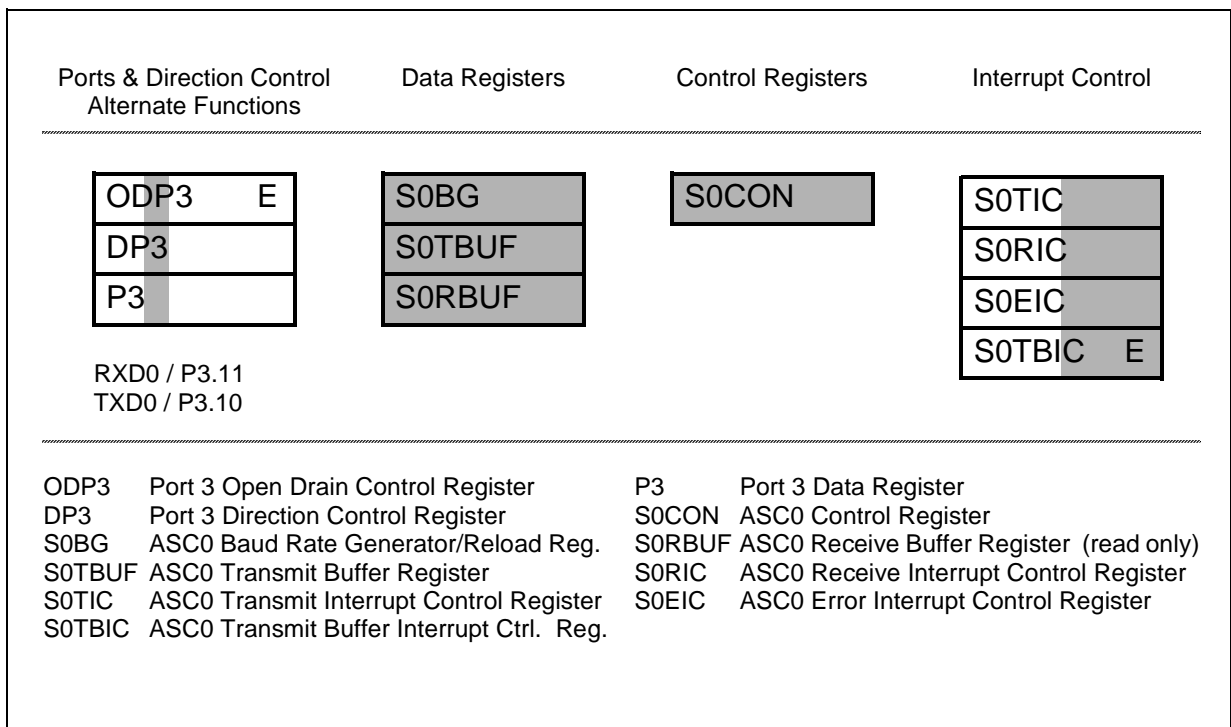 Ports & Direction Control
Alternate Functions
Data Registers
Control Registers
Interrupt Control
ODP3 E
DP3
P3
S0BG
S0TBUF
S0RBUF
S0CON
S0TIC
S0RIC
S0EIC
S0TBIC E
RXD0 / P3.11
TXD0 / P3.10
ODP3 Port 3 Open Drain Control Register
DP3 Port 3 Direction Control Register
S0BG ASC0 Baud Rate Generator/Reload Reg.
S0TBUF ASC0 Transmit Buffer Register
S0TIC ASC0 Transmit Interrupt Control Register
S0TBIC ASC0 Transmit Buffer Interrupt Ctrl. Reg.
P3 Port 3 Data Register
S0CON ASC0 Control Register
S0RBUF ASC0 Receive Buffer Register (read only)
S0RIC ASC0 Receive Interrupt Control Register
S0EIC ASC0 Error Interrupt Control Register